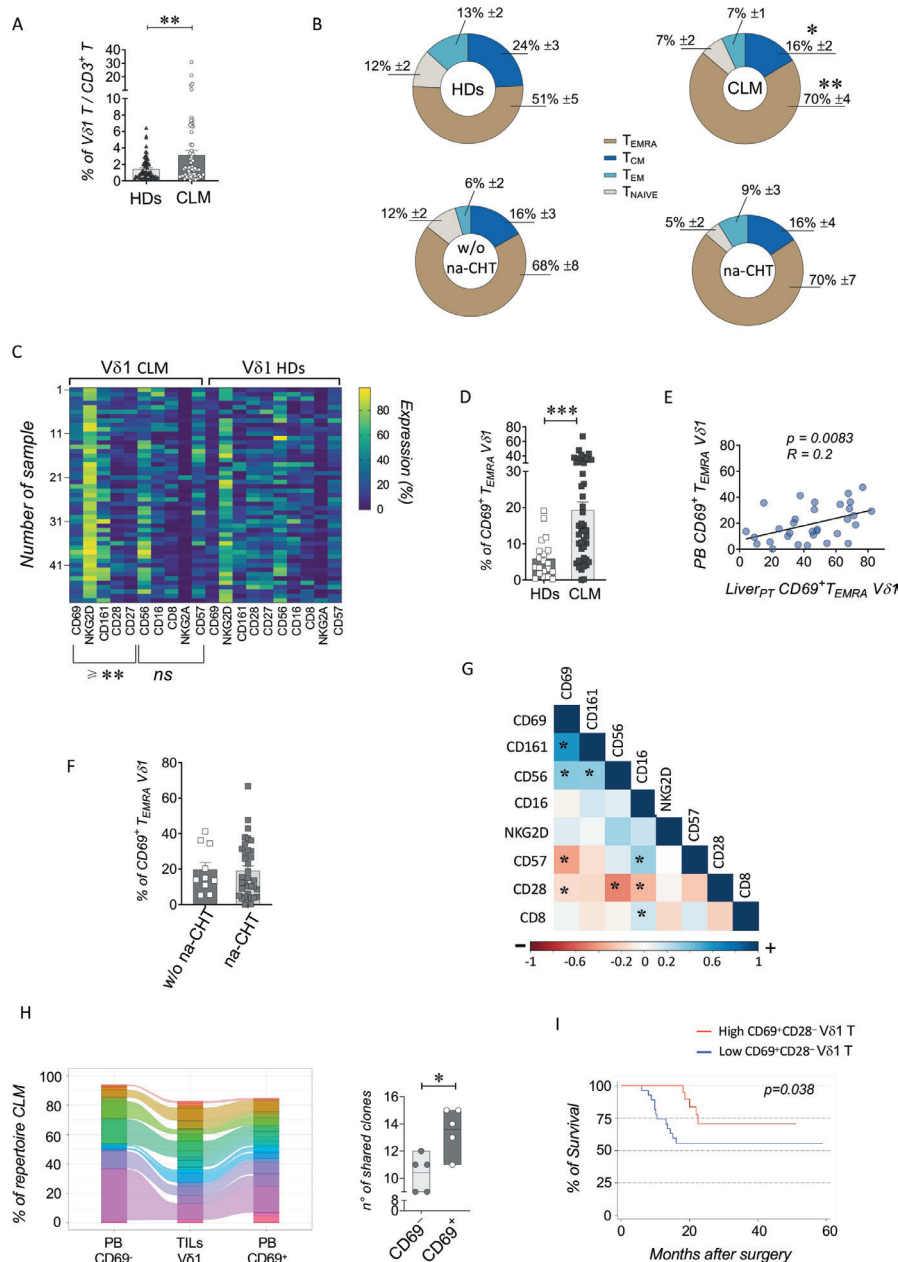 A
**
% of Vδ1 T / CD3+ T
30
20
10
8
6
4
2
0
HDs
CLM
B
13% ±2
12% ±2
24% ±3
HDs
51% ±5
7% ±1
*
7% ±2
16% ±2
CLM
**
70% ±4
TEMRA
TCM
TEM
TNAIVE
6% ±2
12% ±2
16% ±3
w/o
na-CHT
68% ±8
9% ±3
5% ±2
16% ±4
na-CHT
70% ±7
C
Vδ1 CLM
Vδ1 HDs
Number of sample
1
11
21
31
41
80
60
40
20
0
Expression (%)
CD69
NKG2D
CD161
CD28
CD27
CD56
CD16
CD8
NKG2A
CD57
CD69
NKG2D
CD161
CD28
CD27
CD56
CD16
CD8
NKG2A
CD57
⩾ **
ns
D
***
% of CD69+ TEMRA Vδ1
80
60
40
20
30
20
10
0
HDs
CLM
E
p = 0.0083
R = 0.2
PB CD69+ TEMRA Vδ1
80
60
40
20
0
0
20
40
60
80
LiverPT CD69+TEMRA Vδ1
F
% of CD69+ TEMRA Vδ1
80
60
40
20
0
w/o na-CHT
na-CHT
G
CD69
CD161
CD56
CD16
NKG2D
CD57
CD28
CD8
CD69
CD161
*
CD56
* *
CD16
NKG2D
CD57
* *
CD28
* * *
CD8
*
− +
-1 -0.6 -0.2 0 0.2 0.6 1
H
% of repertoire CLM
100
80
60
40
20
0
PB
CD69-
TILs
Vδ1
PB
CD69+
*
n° of shared clones
16
14
12
10
8
8
0
CD69−
CD69+
I
High CD69+CD28− Vδ1 T
Low CD69+CD28− Vδ1 T
p=0.038
% of Survival
100
75
50
25
0
0
20
40
60
Months after surgery